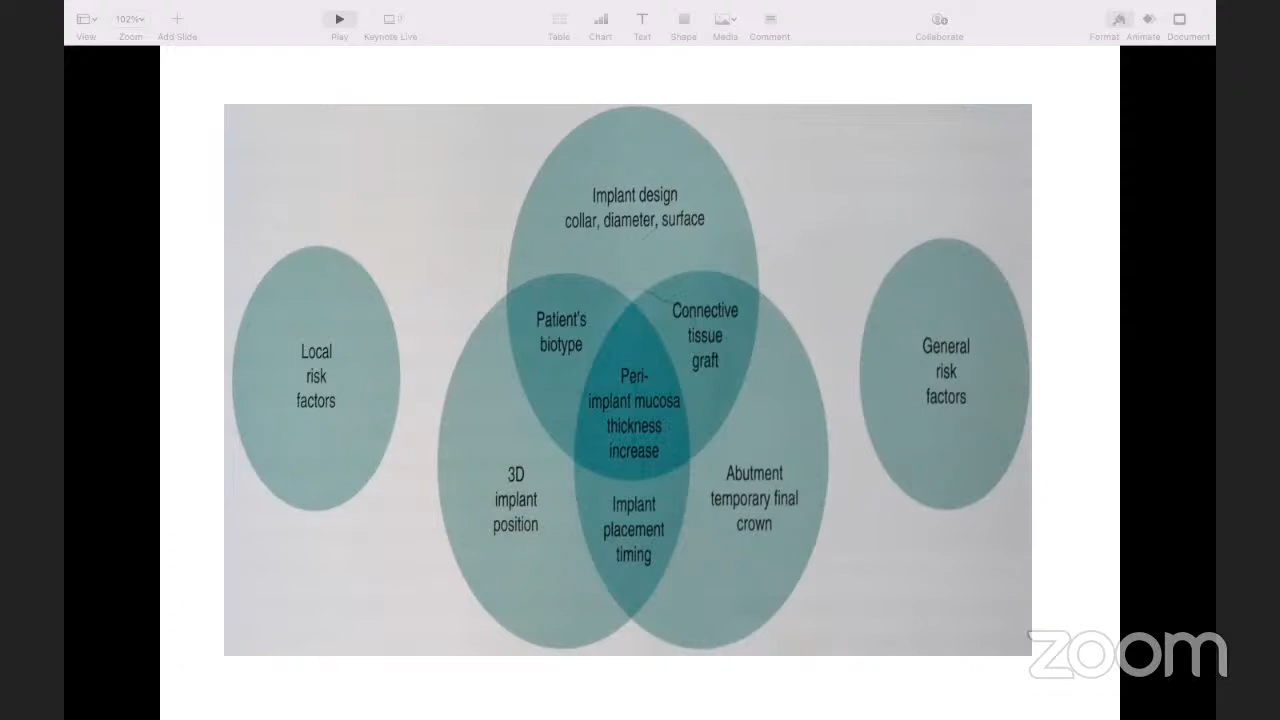 View
102%
Zoom
Add Slide
Play
Keynote Live
Table
Chart
Text
Shape
Media
Comment
Collaborate
Format
Animate
Document
Implant design
collar, diameter, surface
Patient's
biotype
Connective
tissue
graft
Local
risk
factors
General
risk
factors
Peri-
implant mucosa
thickness
increase
3D
implant
position
Implant
placement
timing
Abutment
temporary final
crown
zoom